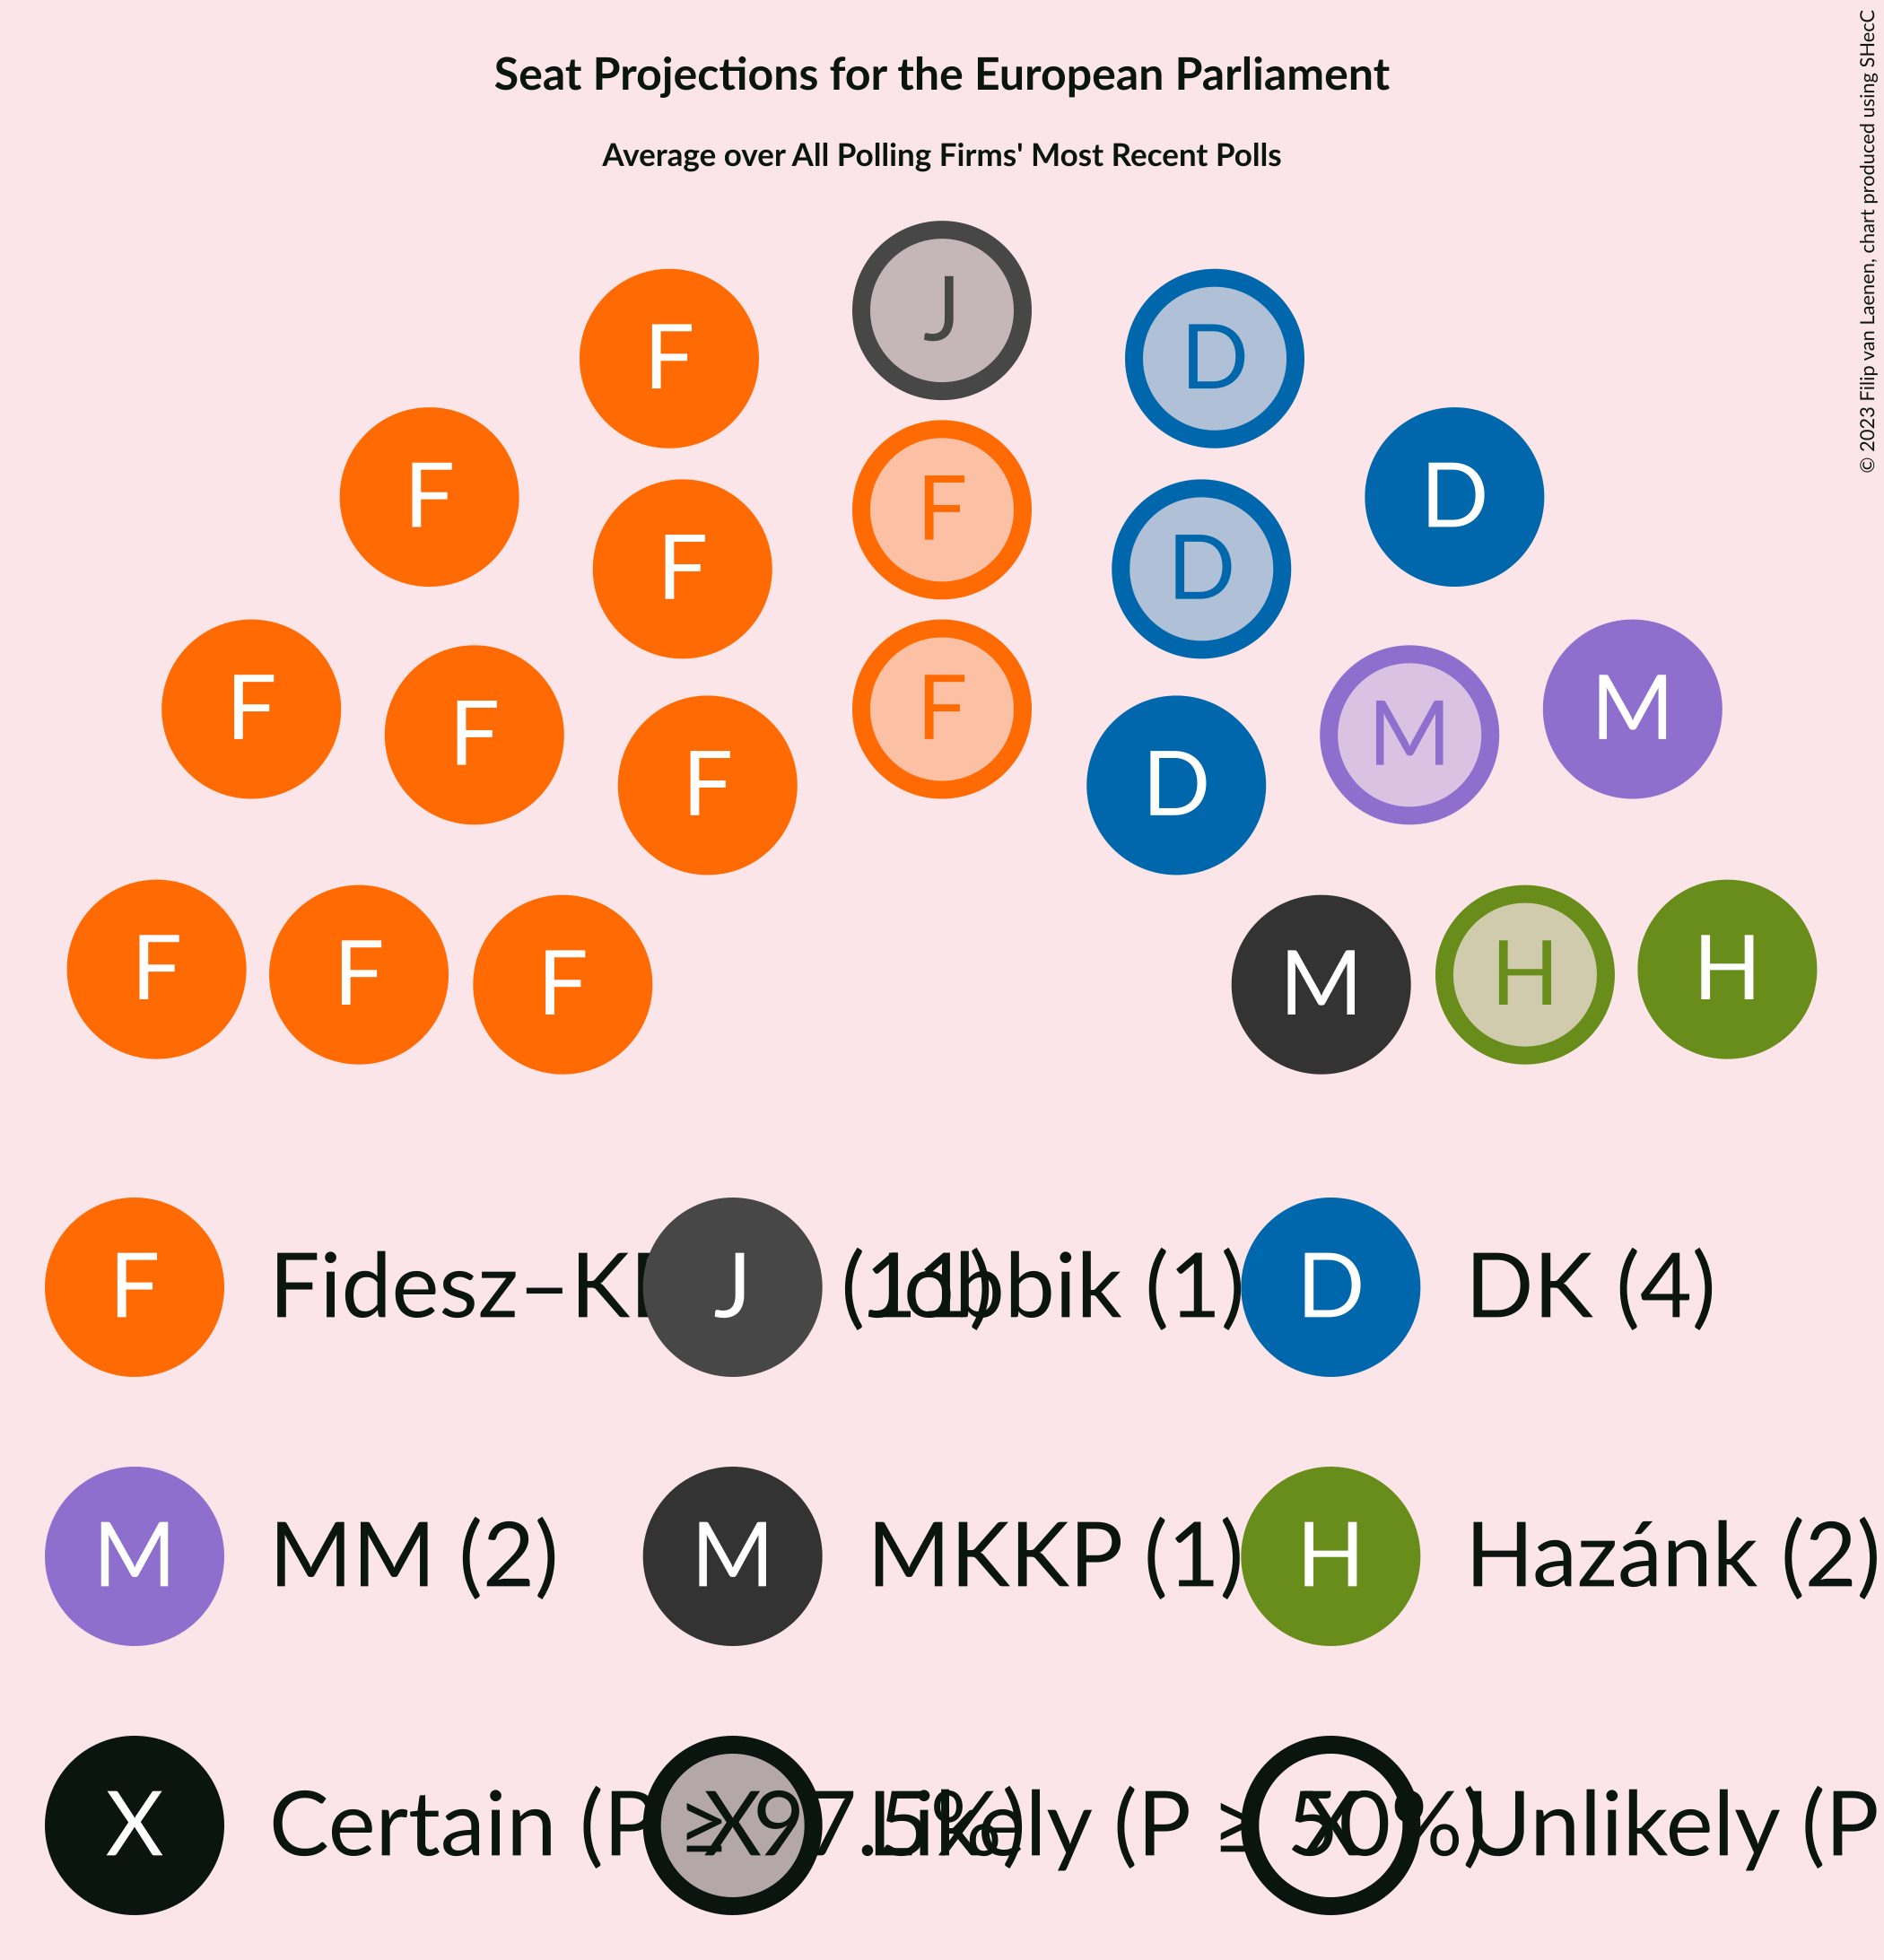 Seat Projections for the European Parliament
Average over All Polling Firms' Most Recent Polls
© 2023 Filip van Laenen, chart produced using SHecC
J
F D
F D
F
F D
F M
F
F M
F D
F F F M H H
F Fidesz–K (11) J Jobbik (1) D DK (4)
M MM (2) M MKKP (1) H Hazánk (2)
X Certain (P ≥ 97.5%) X Likely (P ≥ 50%) X Unlikely (P